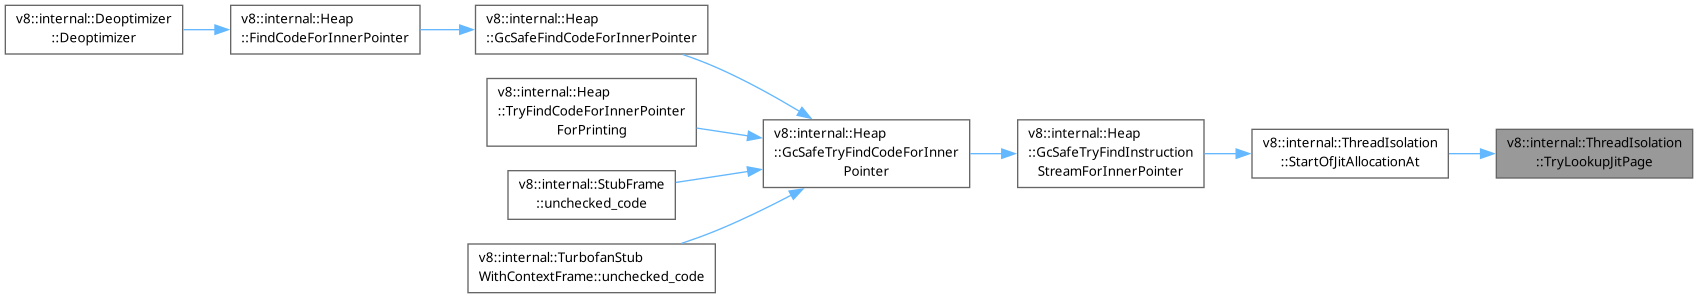 v8::internal::Deoptimizer
::Deoptimizer
v8::internal::Heap
::FindCodeForInnerPointer
v8::internal::Heap
::GcSafeFindCodeForInnerPointer
v8::internal::Heap
::TryFindCodeForInnerPointer
ForPrinting
v8::internal::StubFrame
::unchecked_code
v8::internal::TurbofanStub
WithContextFrame::unchecked_code
v8::internal::Heap
::GcSafeTryFindCodeForInner
Pointer
v8::internal::Heap
::GcSafeTryFindInstruction
StreamForInnerPointer
v8::internal::ThreadIsolation
::StartOfJitAllocationAt
v8::internal::ThreadIsolation
::TryLookupJitPage